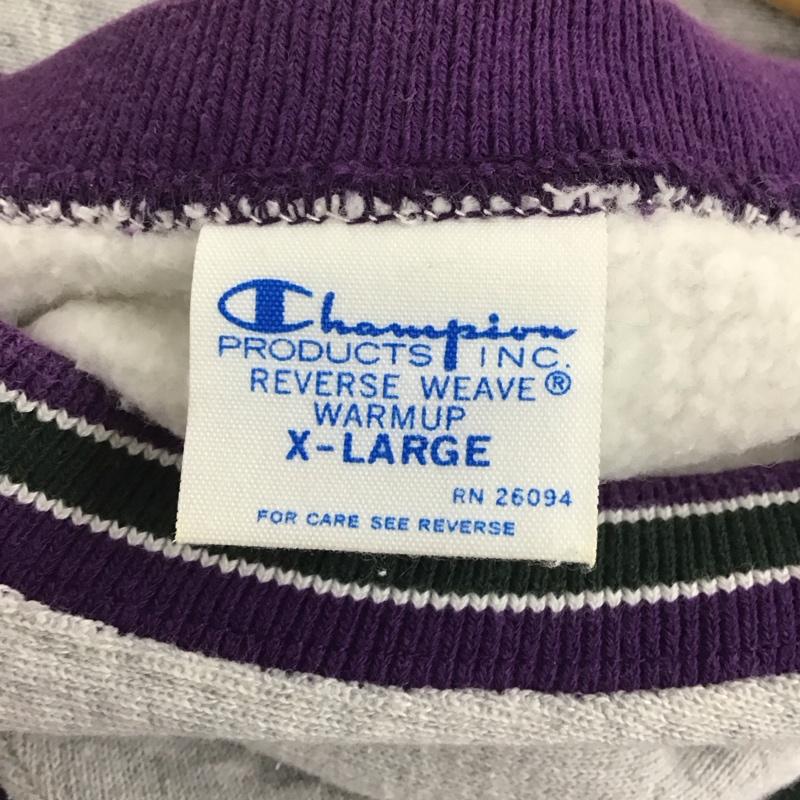 Champion
PRODUCTS INC.
REVERSE WEAVE®
WARMUP
X-LARGE
RN 26094
FOR CARE SEE REVERSE